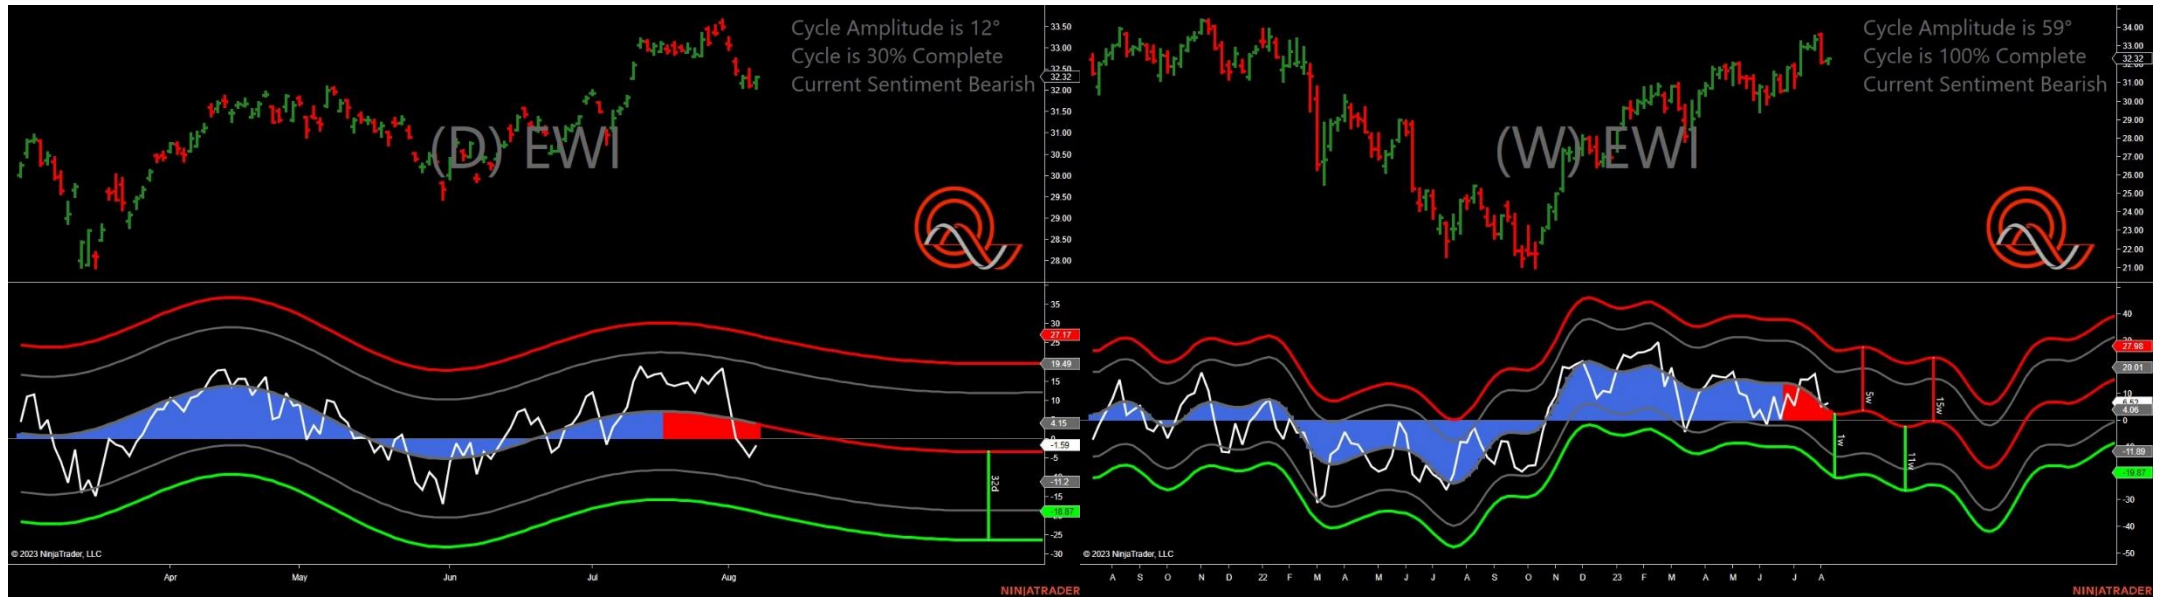 Cycle Amplitude is 12°
Cycle is 30% Complete
Current Sentiment Bearish
(D) EWI
33.50
33.00
32.50
32.32
32.00
31.50
31.00
30.50
30.00
29.50
29.00
28.50
28.00
35
30
27.17
25
19.49
15
10
5
4.15
-1.59
-5
-11.2
-15
-18.87
-25
-30
32d
© 2023 NinjaTrader, LLC
Apr May Jun Jul Aug
NINJATRADER
Cycle Amplitude is 59°
Cycle is 100% Complete
Current Sentiment Bearish
(W) EWI
34.00
33.00
32.32
31.00
30.00
29.00
28.00
27.00
26.00
25.00
24.00
23.00
22.00
21.00
40
27.98
20.01
10
6.52
4.06
0
-11.89
-19.87
-30
-40
-50
5w
15w
1w
11w
© 2023 NinjaTrader, LLC
A S O N D 22 F M A M J J A S O N D 23 F M A M J J A
NINJATRADER